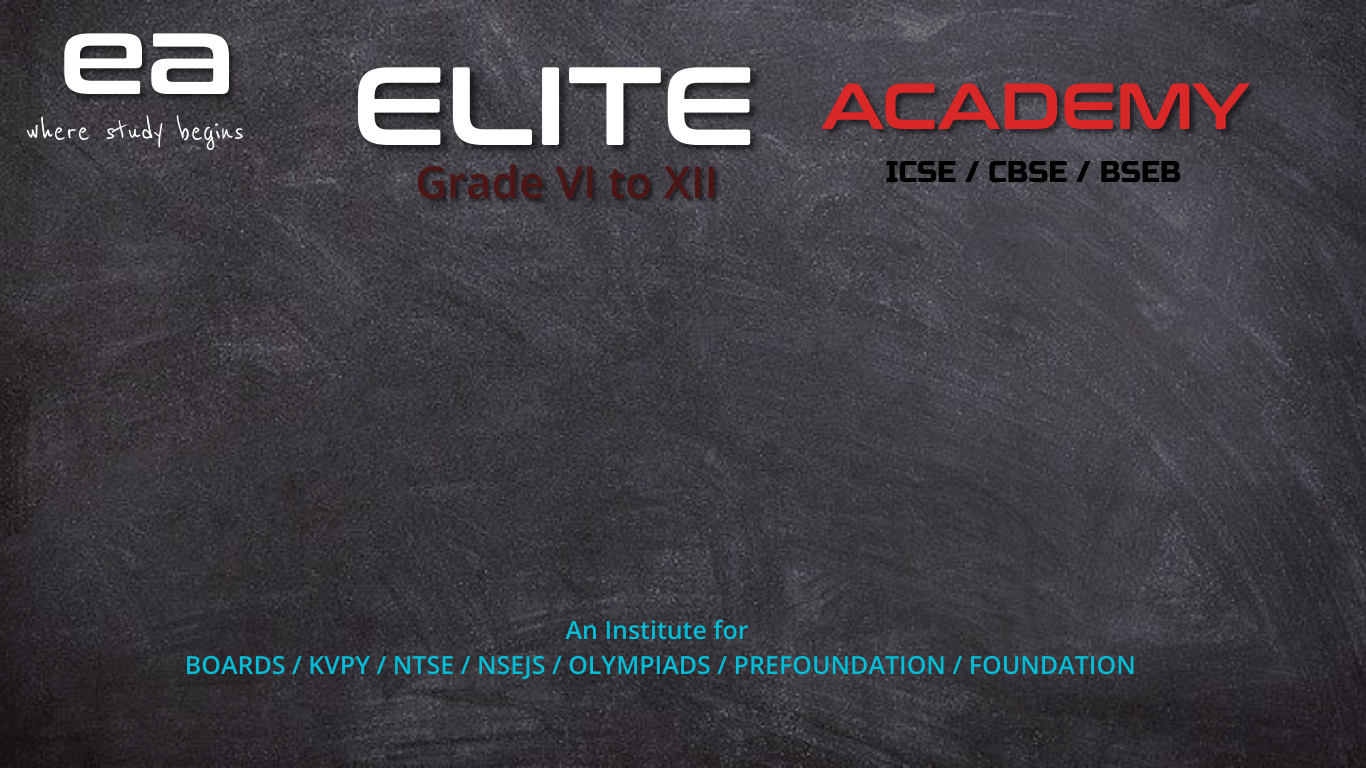 ea
where study begins
ELITE
ACADEMY
Grade VI to XII
ICSE / CBSE / BSEB
An Institute for
BOARDS / KVPY / NTSE / NSEJS / OLYMPIADS / PREFOUNDATION / FOUNDATION